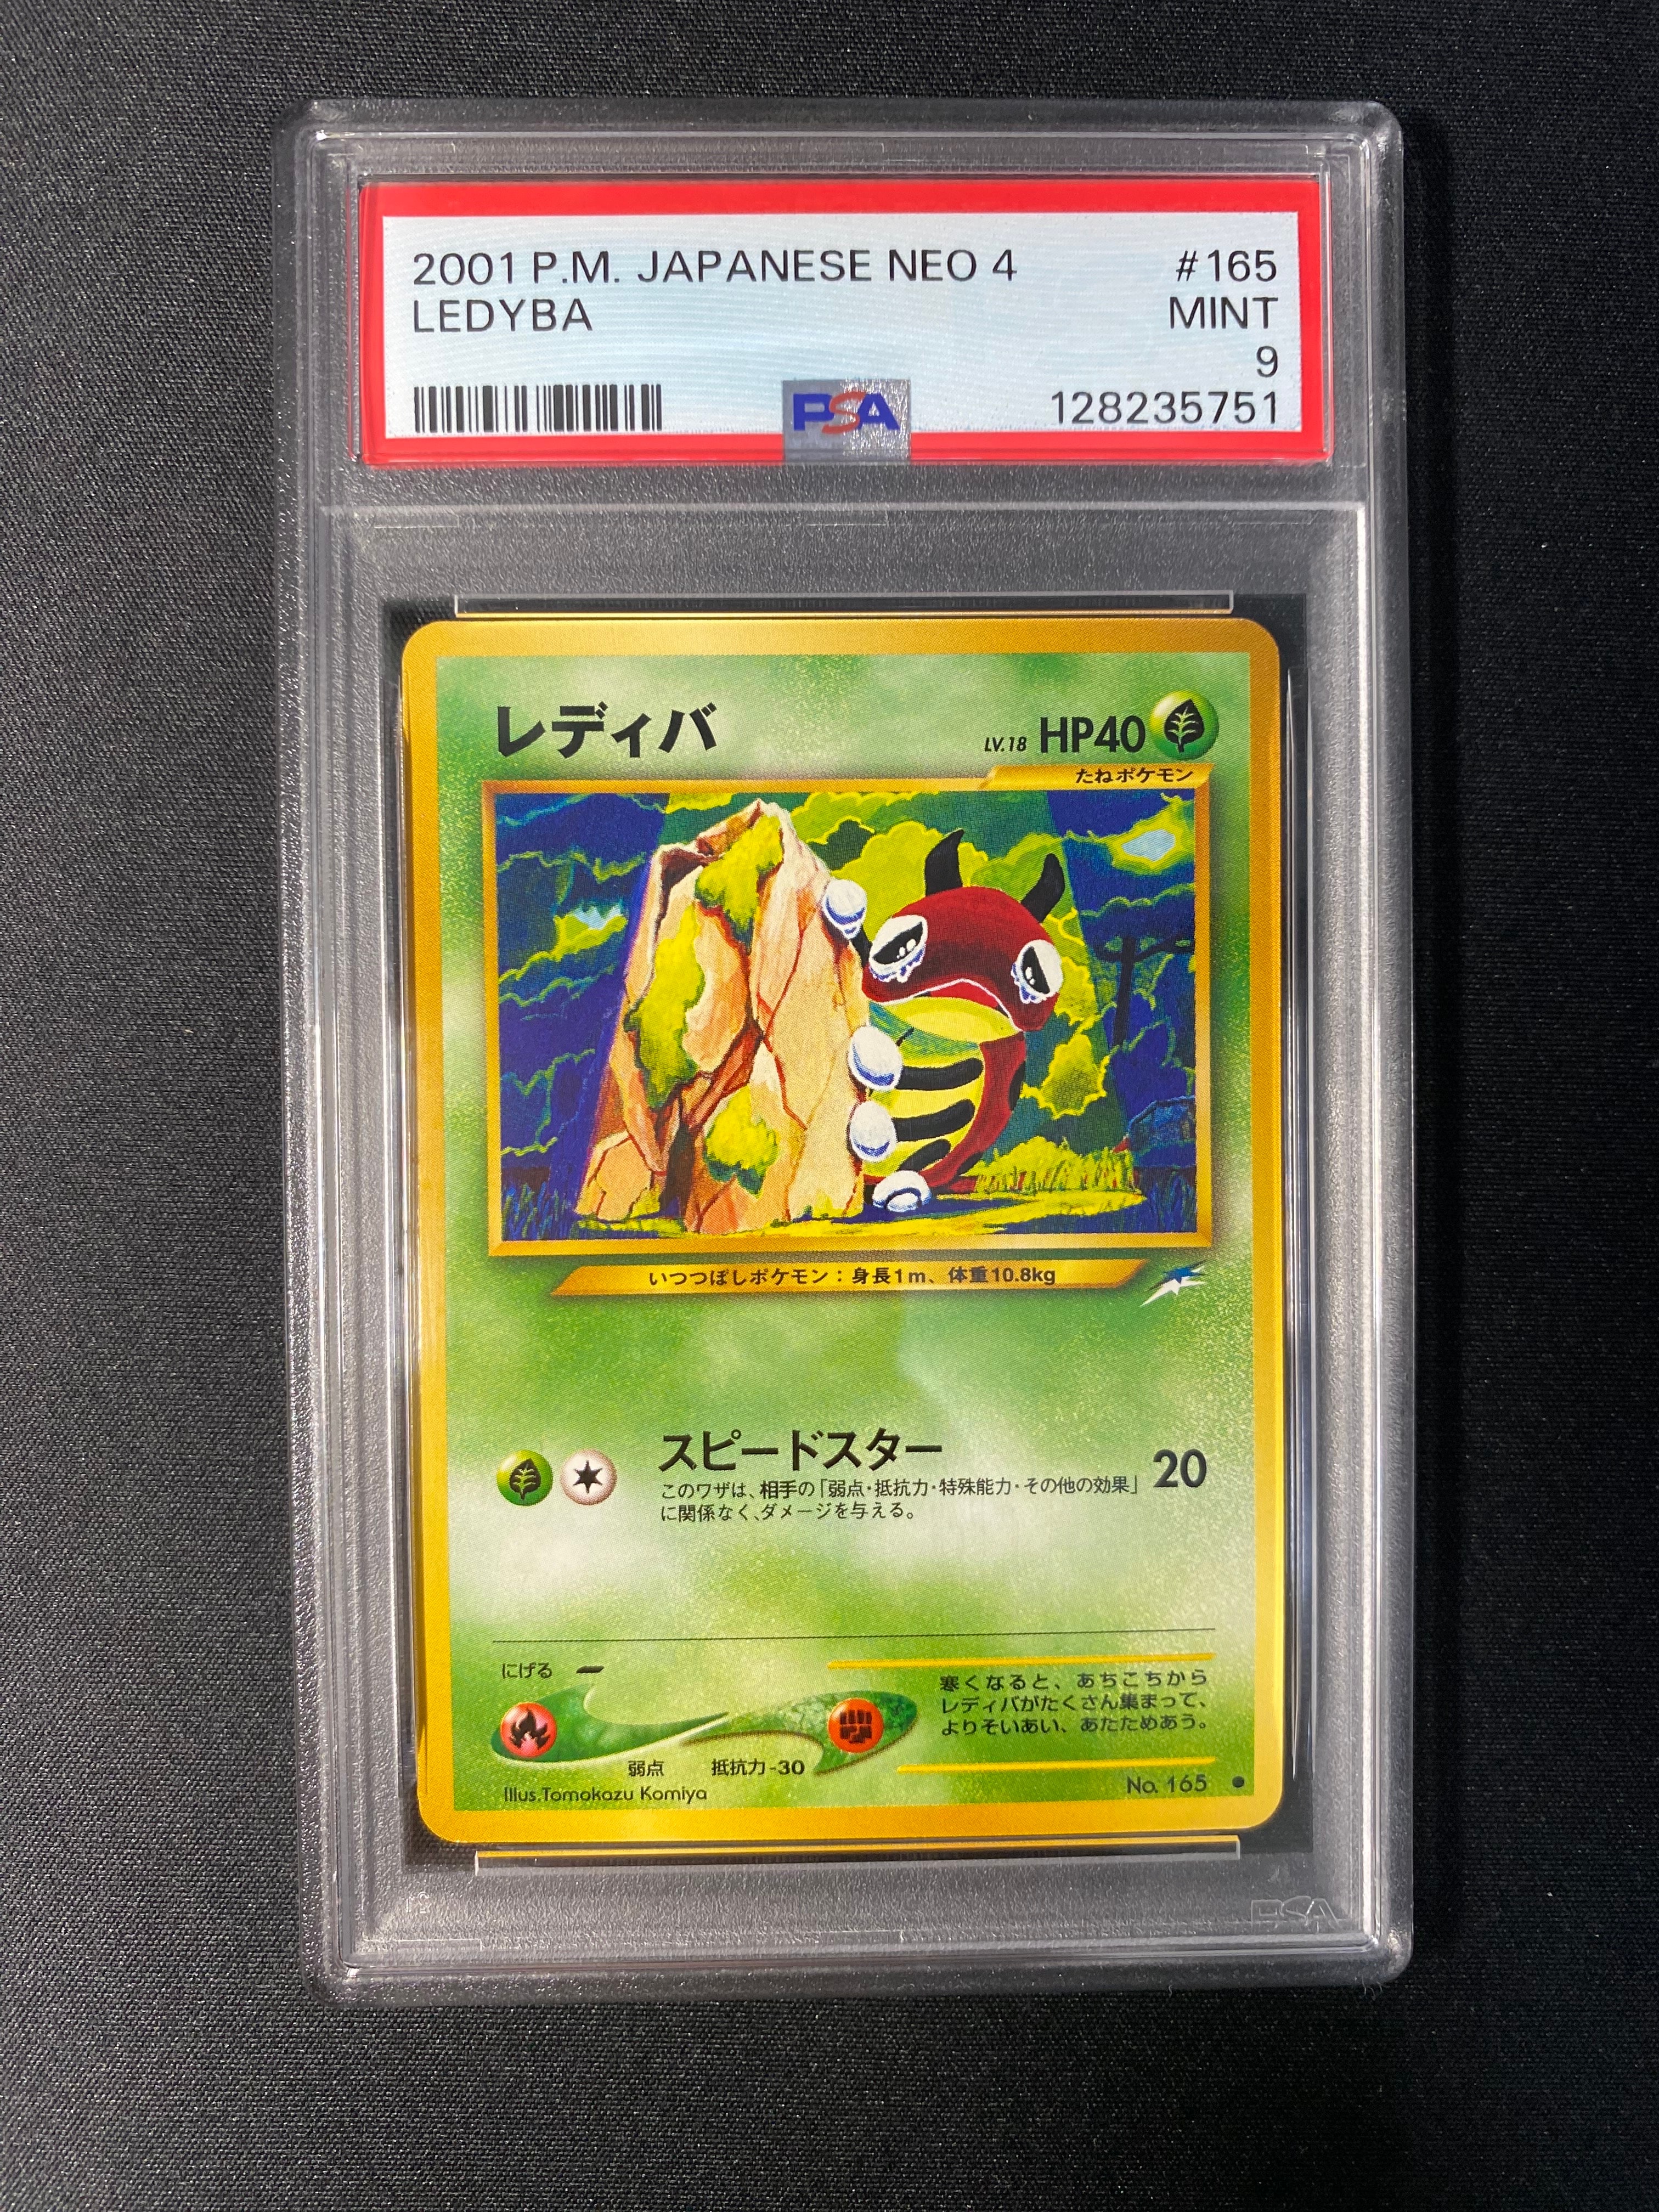 2001 P.M. JAPANESE NEO 4 #165
LEDYBA MINT
9
PSA 128235751
レディバ LV.18 HP40
たねポケモン
いつつぼしポケモン：身長1m、体重10.8kg
スピードスター 20
このワザは、相手の「弱点・抵抗力・特殊能力・その他の効果」
に関係なく、ダメージを与える。
にげる
寒くなると、あちこちから
レディバがたくさん集まって、
よりそいあい、あたためあう。
弱点 抵抗力-30
Illus.Tomokazu Komiya No. 165 ●
PSA